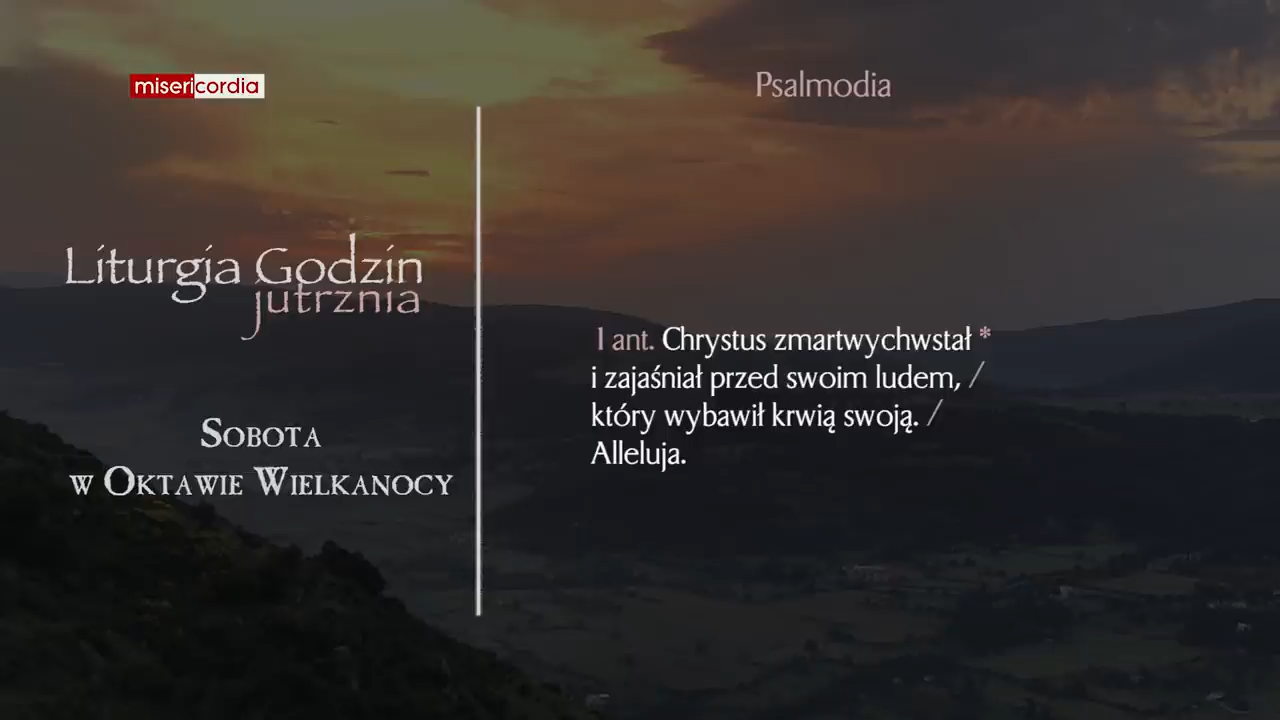 misericordia
Psalmodia
Liturgia Godzin
jutrznia
Sobota
w Oktawie Wielkanocy
1 ant. Chrystus zmartwychwstał *
i zajaśniał przed swoim ludem, /
który wybawił krwią swoją. /
Alleluja.